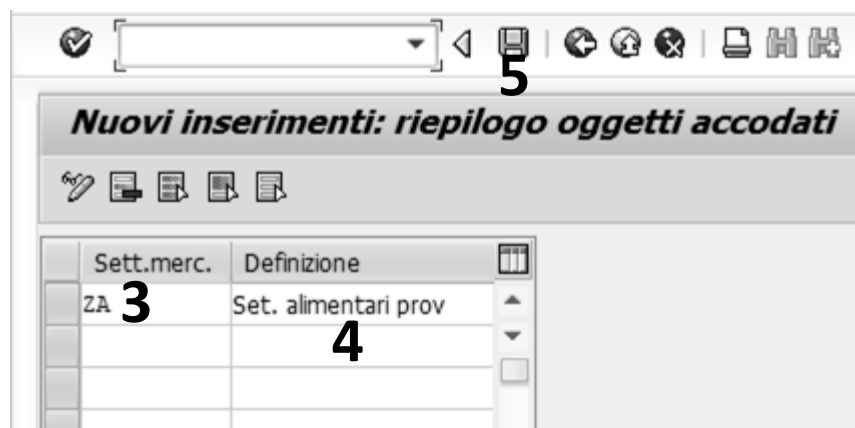 5
Nuovi inserimenti: riepilogo oggetti accodati
Sett.merc. Definizione
ZA 3 Set. alimentari prov
4